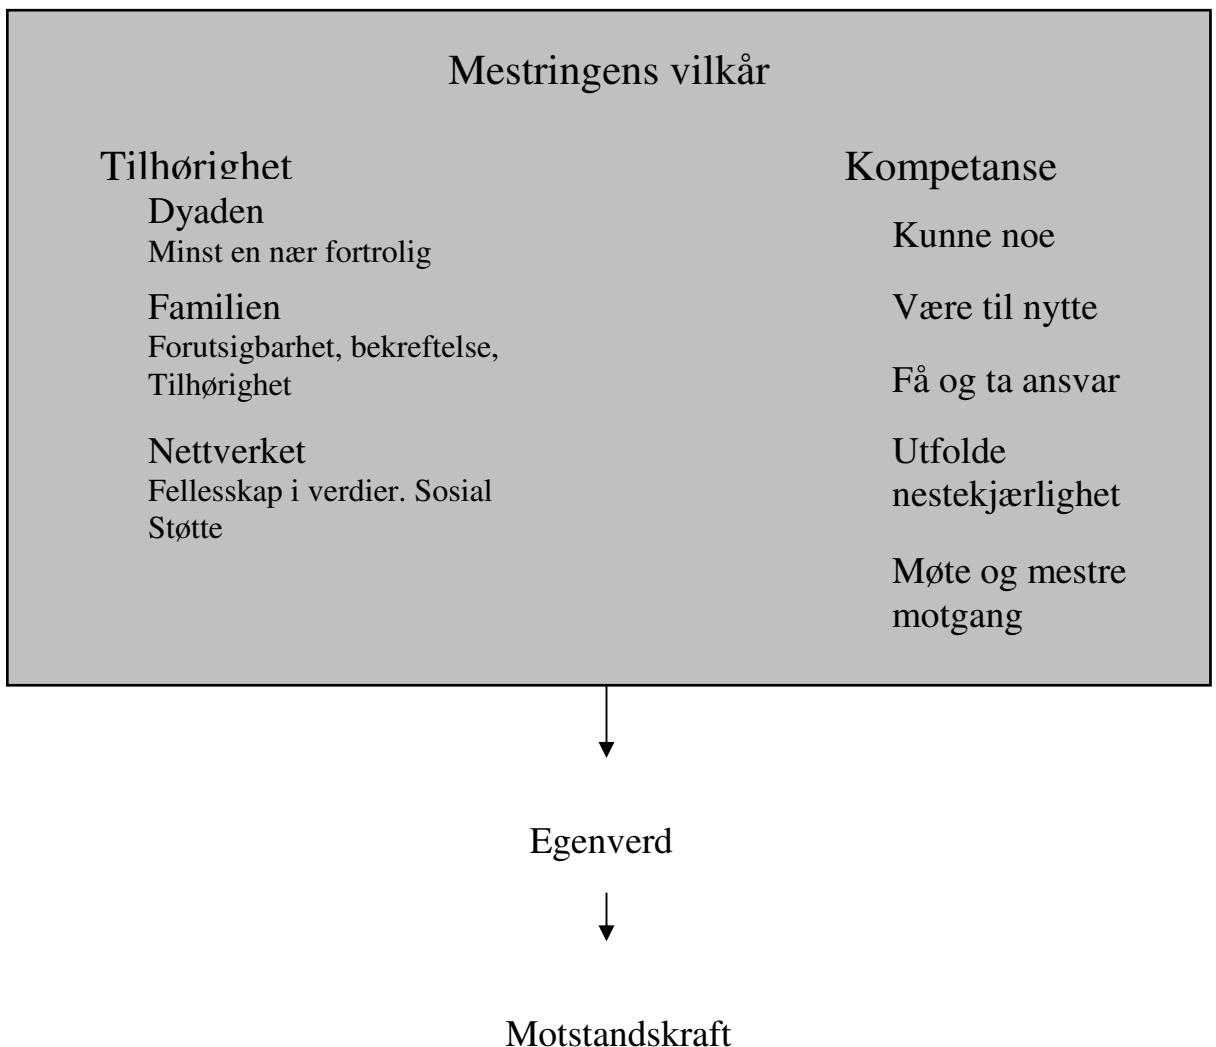 Mestringens vilkår
Tilhørighet
Dyaden
Minst en nær fortrolig
Familien
Forutsigbarhet, bekreftelse,
Tilhørighet
Nettverket
Fellesskap i verdier. Sosial
Støtte
Kompetanse
Kunne noe
Være til nytte
Få og ta ansvar
Utfolde
nestekjærlighet
Møte og mestre
motgang
Egenverd
Motstandskraft